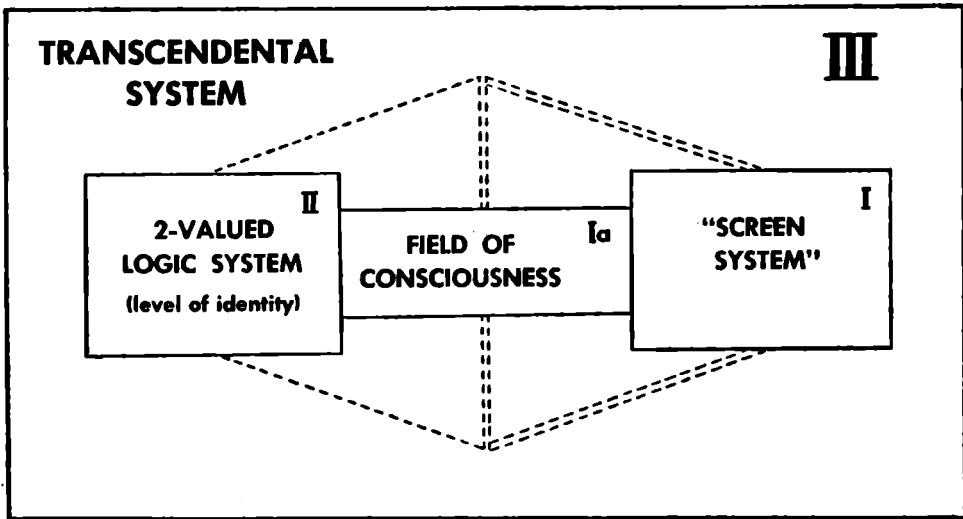 TRANSCENDENTAL
SYSTEM
III
II
2-VALUED
LOGIC SYSTEM
(level of identity)
Ia
FIELD OF
CONSCIOUSNESS
I
"SCREEN
SYSTEM"